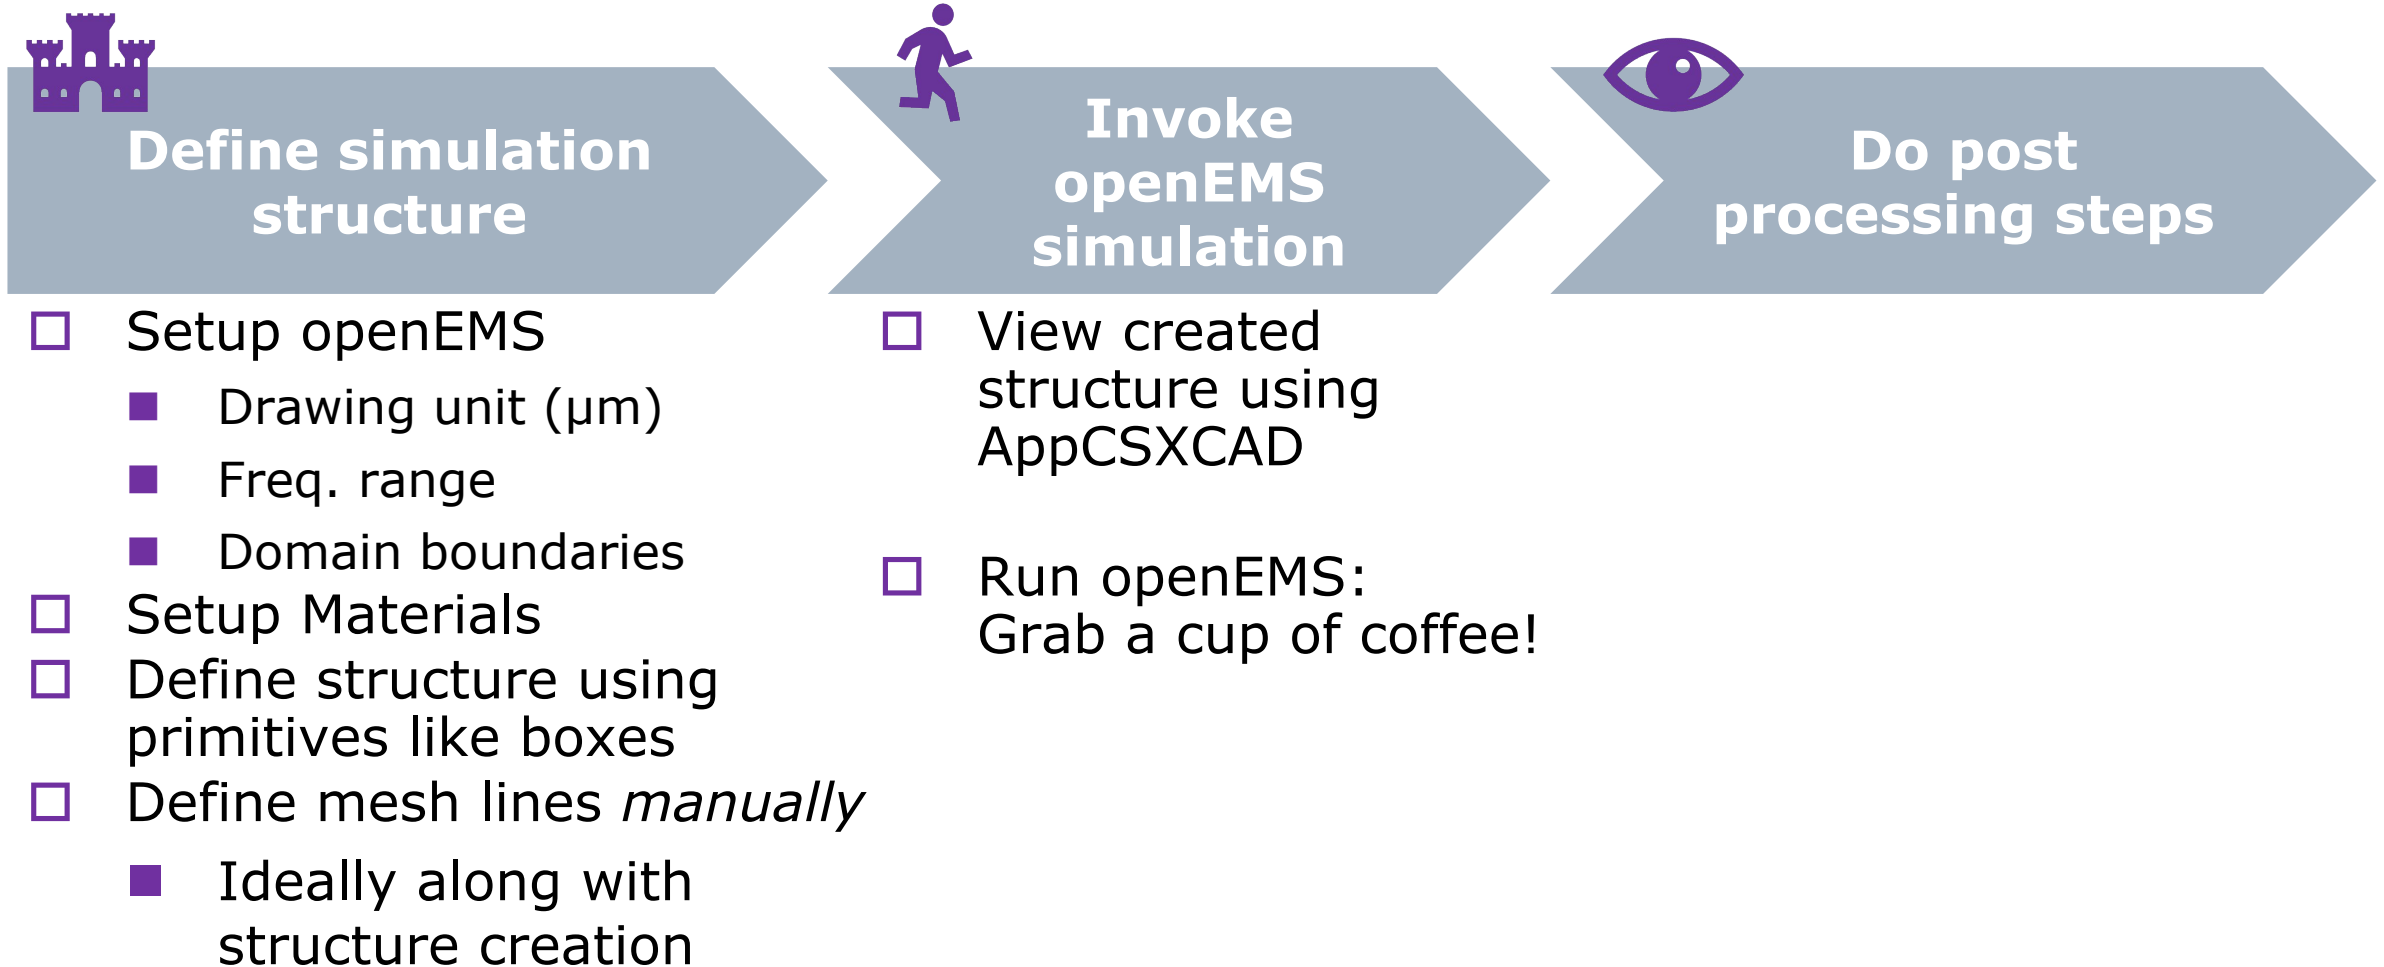 Define simulation
structure
Invoke
openEMS
simulation
Do post
processing steps
Setup openEMS
Drawing unit (µm)
Freq. range
Domain boundaries
Setup Materials
Define structure using
primitives like boxes
Define mesh lines manually
Ideally along with
structure creation
View created
structure using
AppCSXCAD
Run openEMS:
Grab a cup of coffee!